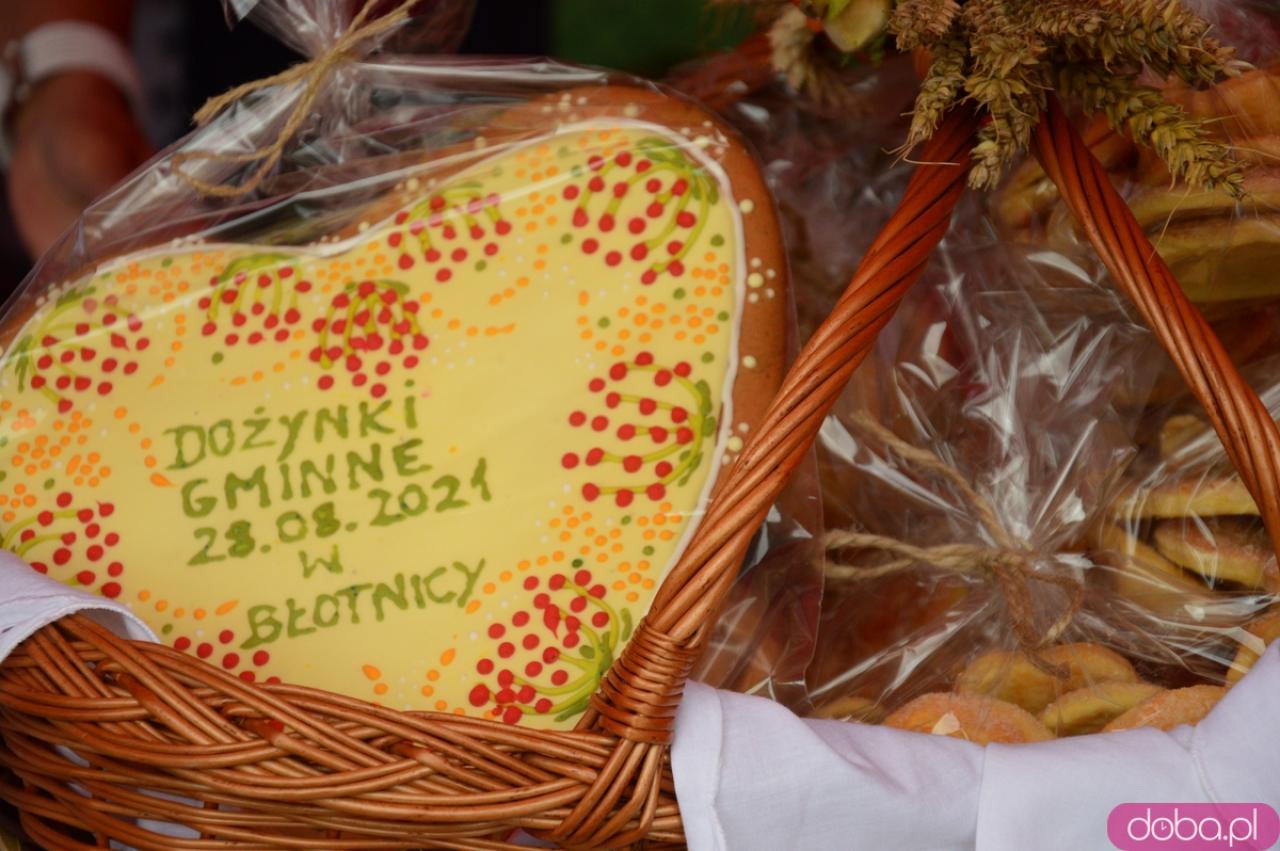 DOŻYNKI
GMINNE
28.08.2021
W
BŁOTNICY
doba.pl